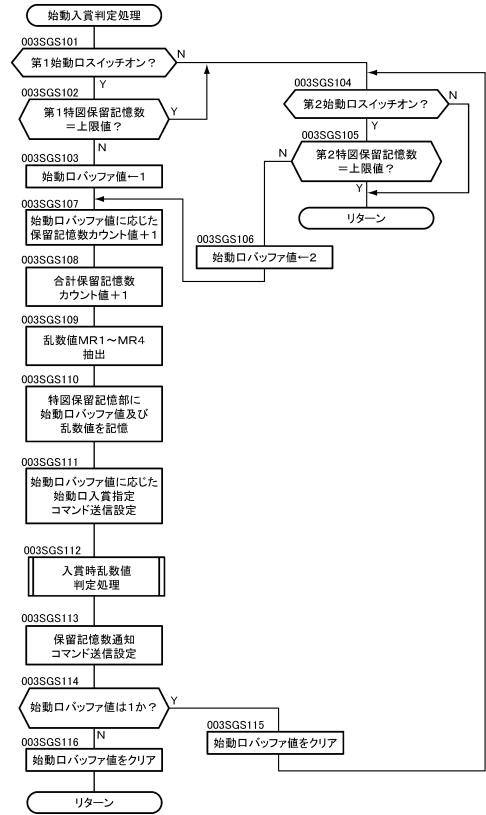 始動入賞判定処理
003SGS101
第1始動口スイッチオン？
N
Y
003SGS102
第1特図保留記憶数
＝上限値？
Y
N
003SGS103
始動口バッファ値←1
003SGS104
第2始動口スイッチオン？
N
Y
003SGS105
第2特図保留記憶数
＝上限値？
N
Y
リターン
003SGS106
始動口バッファ値←2
003SGS107
始動口バッファ値に応じた
保留記憶数カウント値＋1
003SGS108
合計保留記憶数
カウント値＋1
003SGS109
乱数値MR1～MR4
抽出
003SGS110
特図保留記憶部に
始動口バッファ値及び
乱数値を記憶
003SGS111
始動口バッファ値に応じた
始動口入賞指定
コマンド送信設定
003SGS112
入賞時乱数値
判定処理
003SGS113
保留記憶数通知
コマンド送信設定
003SGS114
始動口バッファ値は1か？
Y
N
003SGS115
始動口バッファ値をクリア
003SGS116
始動口バッファ値をクリア
リターン